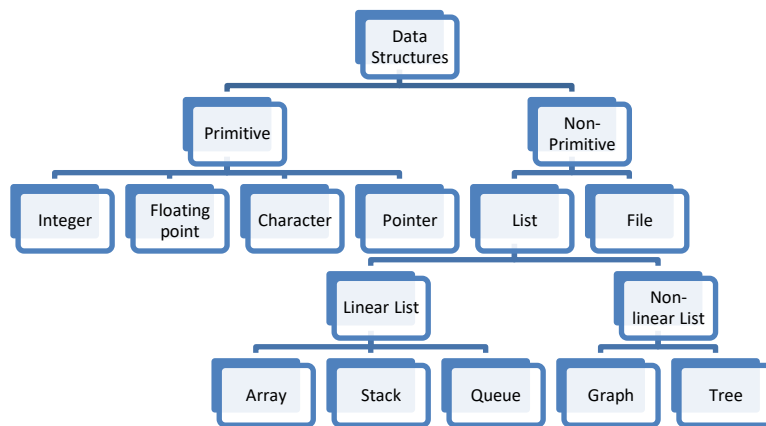 Data
Structures
Primitive
Non-
Primitive
Integer
Floating
point
Character
Pointer
List
File
Linear List
Non-
linear List
Array
Stack
Queue
Graph
Tree